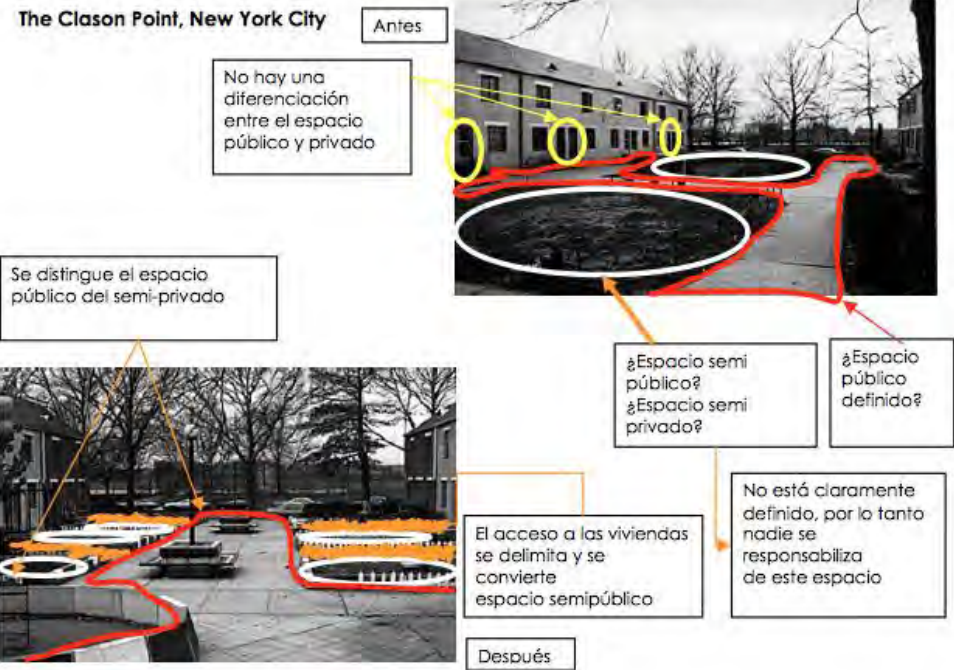 The Clason Point, New York City
Antes
No hay una
diferenciación
entre el espacio
público y privado
Se distingue el espacio
público del semi-privado
¿Espacio semi
público?
¿Espacio semi
privado?
¿Espacio
público
definido?
El acceso a las viviendas
se delimita y se
convierte
espacio semipúblico
No está claramente
definido, por lo tanto
nadie se
responsabiliza
de este espacio
Después